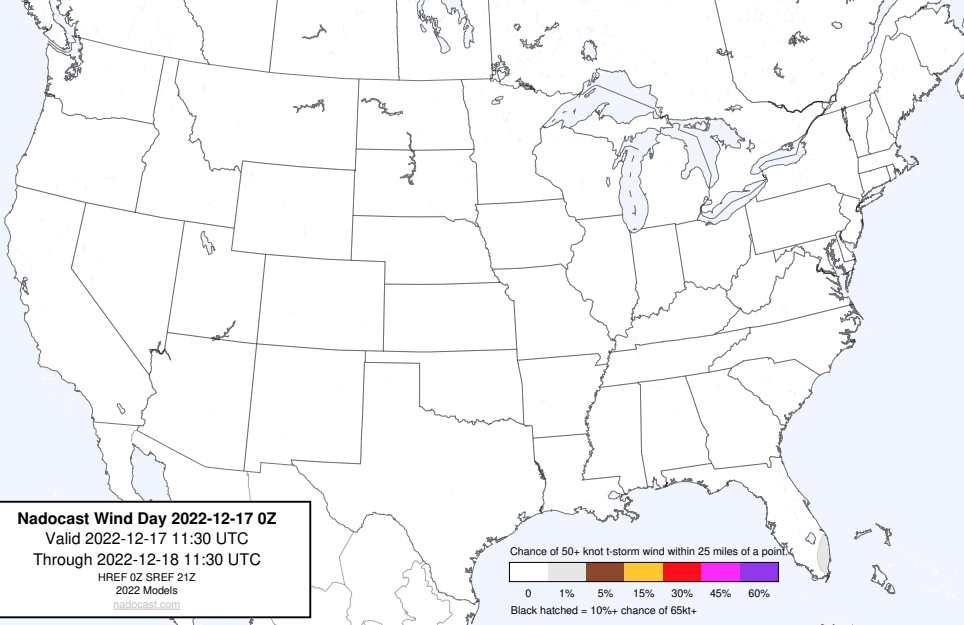 Nadocast Wind Day 2022-12-17 0Z
Valid 2022-12-17 11:30 UTC
Through 2022-12-18 11:30 UTC
HREF 0Z SREF 21Z
2022 Models
nadocast.com
Chance of 50+ knot t-storm wind within 25 miles of a point.
0 1% 5% 15% 30% 45% 60%
Black hatched = 10%+ chance of 65kt+